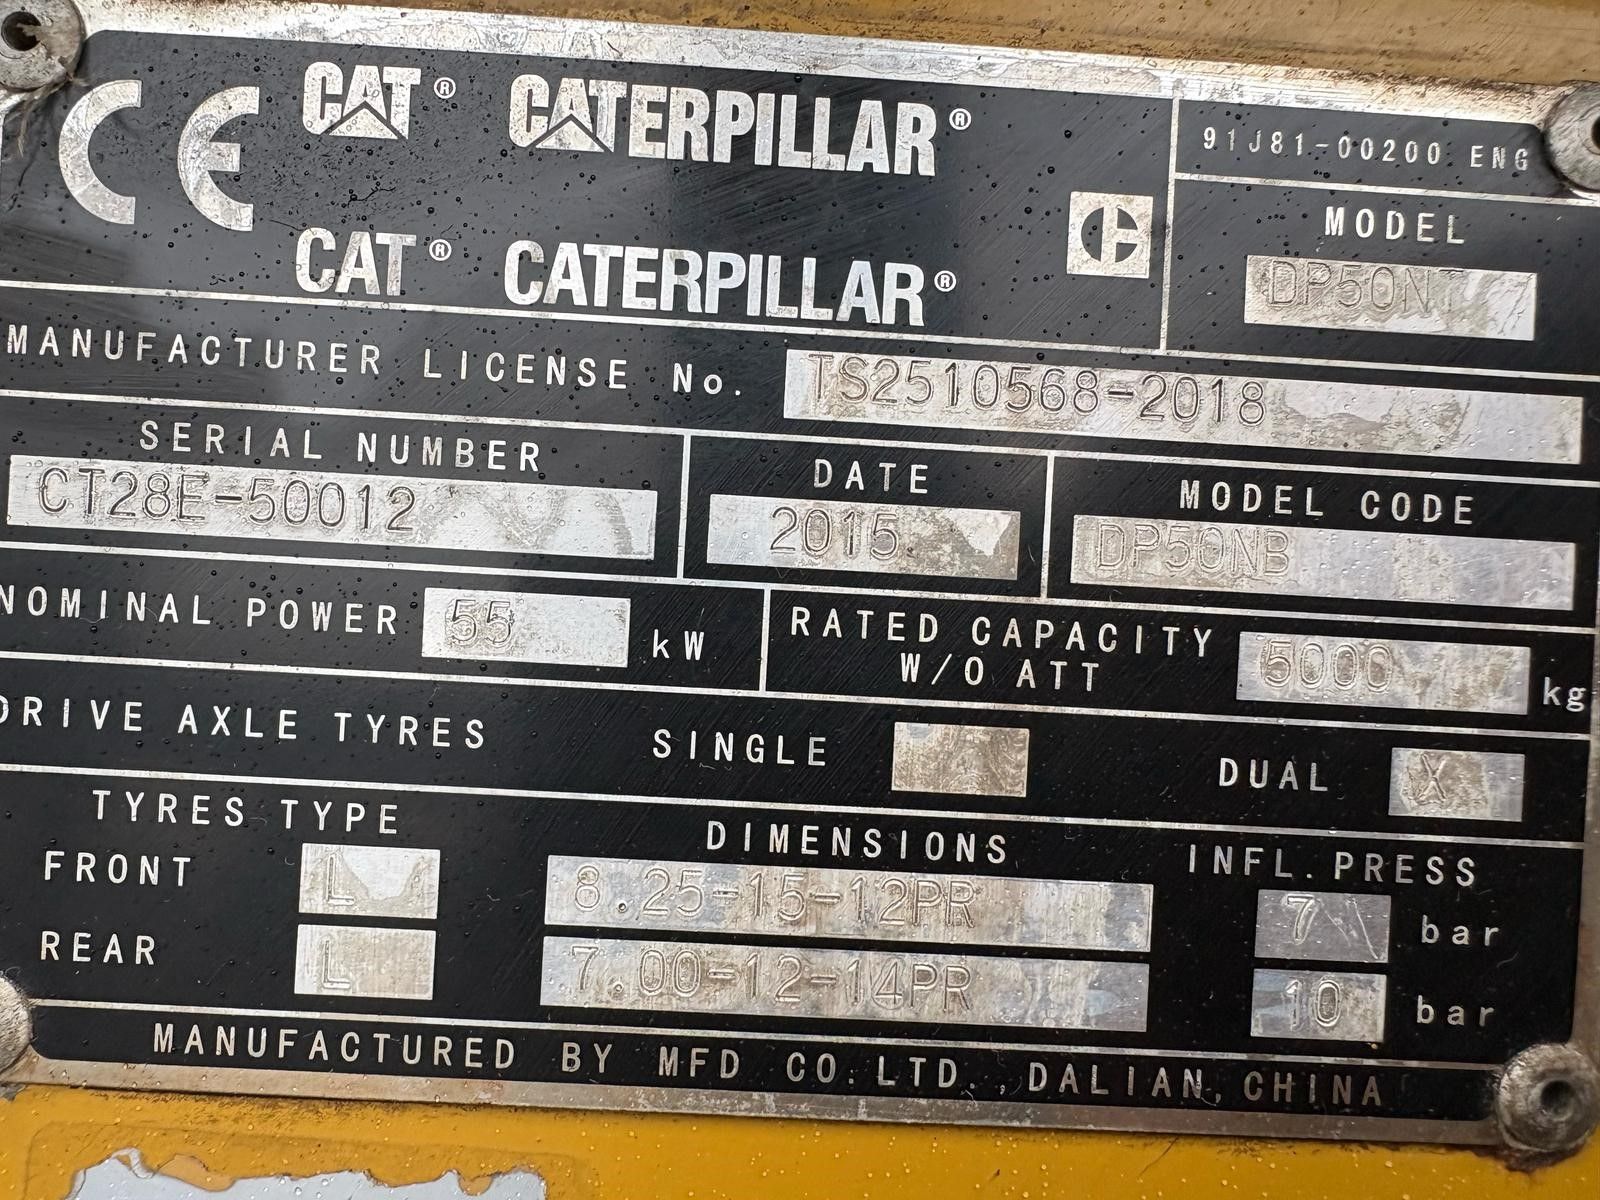 CE CAT® CATERPILLAR®
CAT® CATERPILLAR®
91J81-00200 ENG
MODEL
DP50NT
MANUFACTURER LICENSE No. TS2510568-2018
SERIAL NUMBER
CT28E-50012
DATE
2015
MODEL CODE
DP50NB
NOMINAL POWER 55 kW
RATED CAPACITY
W/O ATT
5000 kg
DRIVE AXLE TYRES SINGLE DUAL X
TYRES TYPE DIMENSIONS INFL.PRESS
FRONT L 8.25-15-12PR 7 bar
REAR L 7.00-12-14PR 10 bar
MANUFACTURED BY MFD CO.LTD.,DALIAN,CHINA